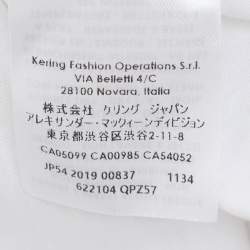 Kering Fashion Operations S.r.l.
VIA Belletti 4/C
28100 Novara, Italia
株式会社 ケリング ジャパン
アレキサンダー・マックィーンディビジョン
東京都渋谷区渋谷2-11-8
CA05099 CA00985 CA54052
JP54 2019 00837 1134
622104 QPZ57